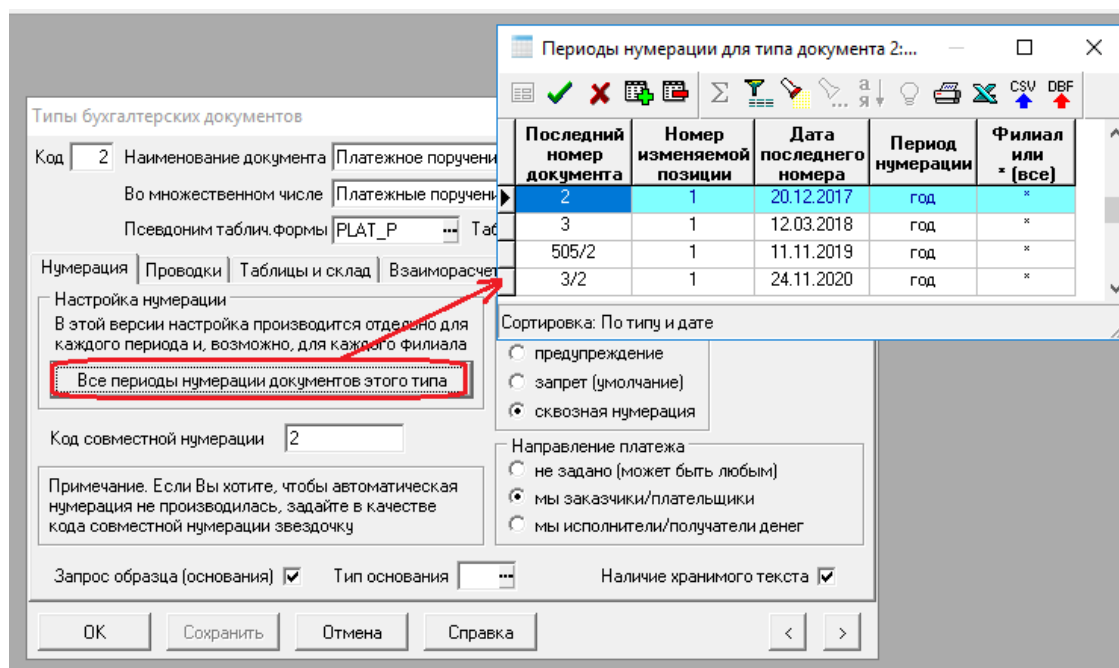 Периоды нумерации для типа документа 2:...
CSV DBF
Последний номер документа
Номер изменяемой позиции
Дата последнего номера
Период нумерации
Филиал или * (все)
2 1 20.12.2017 год *
3 1 12.03.2018 год *
505/2 1 11.11.2019 год *
3/2 1 24.11.2020 год *
Сортировка: По типу и дате
Типы бухгалтерских документов
Код 2 Наименование документа Платежное поручени
Во множественном числе Платежные поручен
Псевдоним таблич.формы PLAT_P ... Таб
Нумерация Проводки Таблицы и склад Взаиморасчет
Настройка нумерации
В этой версии настройка производится отдельно для
каждого периода и, возможно, для каждого филиала
Все периоды нумерации документов этого типа
Код совместной нумерации 2
Примечание. Если Вы хотите, чтобы автоматическая
нумерация не производилась, задайте в качестве
кода совместной нумерации звездочку
предупреждение
запрет (умолчание)
сквозная нумерация
Направление платежа
не задано (может быть любым)
мы заказчики/плательщики
мы исполнители/получатели денег
Запрос образца (основания) Тип основания ... Наличие хранимого текста
OK Сохранить Отмена Справка < >